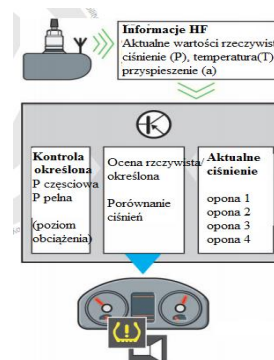 Informacje HF
Aktualne wartości rzeczywist
ciśnienie (P), temperatura(T)
przyspieszenie (a)
Kontrola
określona
P częsciowa
P pełna
(poziom
obciążenia)
Ocena rzczywista/
określona
Porównanie
ciśnień
Aktualne
ciśnienie
opona 1
opona 2
opona 3
opona 4